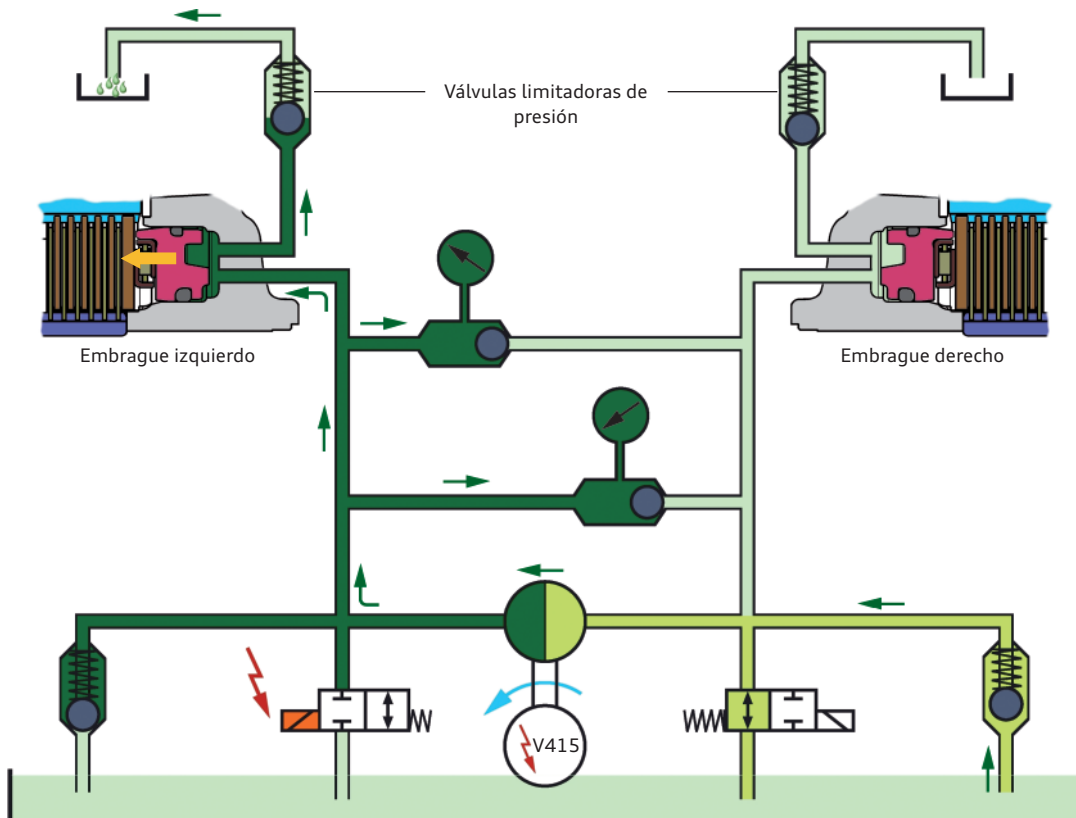 Válvulas limitadoras de
presión
Embrague izquierdo
Embrague derecho
V415